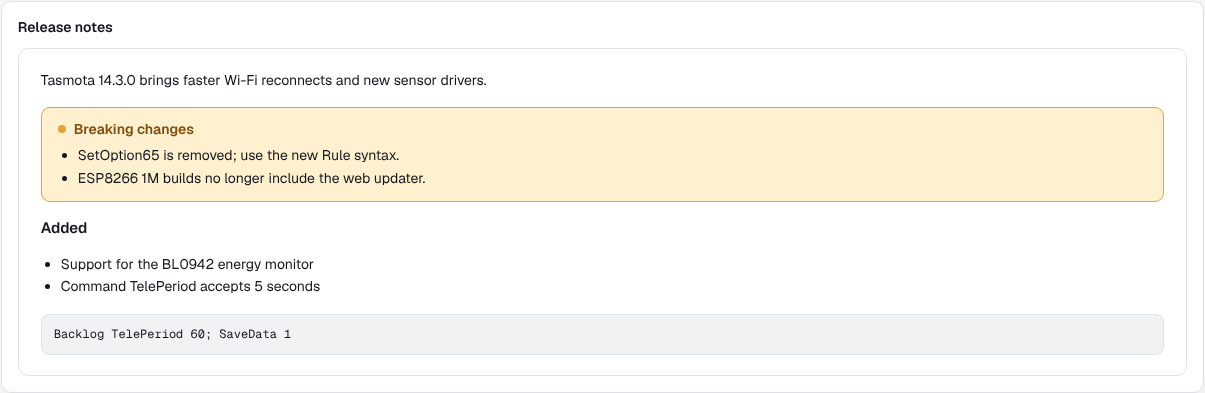 Release notes
Tasmota 14.3.0 brings faster Wi-Fi reconnects and new sensor drivers.
Breaking changes
SetOption65 is removed; use the new Rule syntax.
ESP8266 1M builds no longer include the web updater.
Added
Support for the BL0942 energy monitor
Command TelePeriod accepts 5 seconds
Backlog TelePeriod 60; SaveData 1